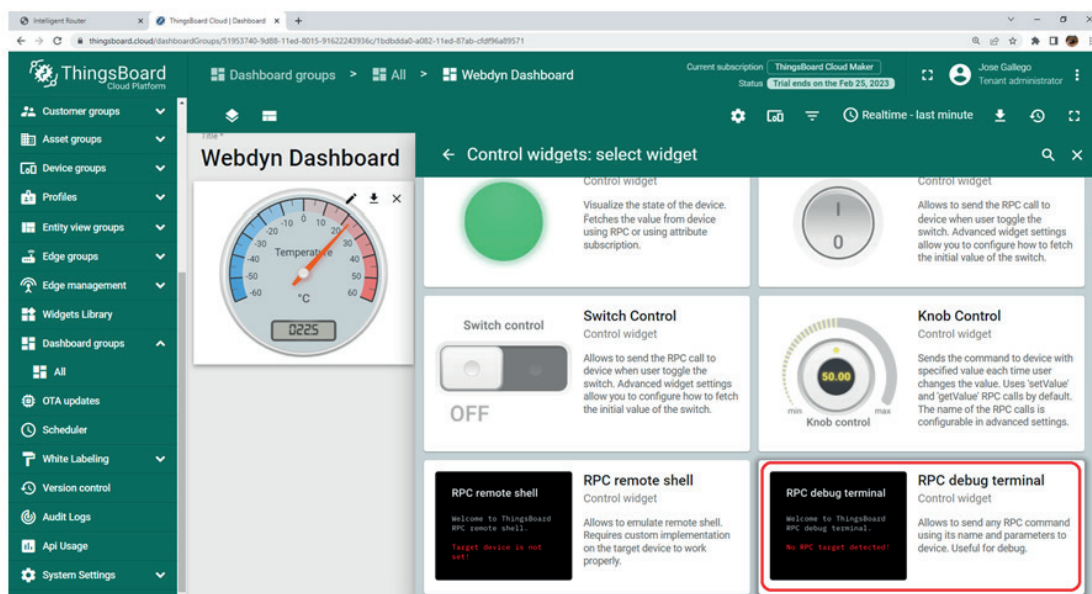 Intelligent Router
ThingsBoard Cloud | Dashboard
thingsboard.cloud/dashboardGroups/51953740-9d88-11ed-8015-91622243936c/1bdbdda0-a082-11ed-87ab-cfdf96a89571
ThingsBoard
Cloud Platform
Dashboard groups > All > Webdyn Dashboard
Current subscription ThingsBoard Cloud Maker
Status Trial ends on the Feb 25, 2023
Jose Gallego
Tenant administrator
Realtime - last minute
Customer groups
Asset groups
Device groups
Profiles
Entity view groups
Edge groups
Edge management
Widgets Library
Dashboard groups
All
OTA updates
Scheduler
White Labeling
Version control
Audit Logs
Api Usage
System Settings
Title *
Webdyn Dashboard
-60
-50
-40
-30
-20
-10
0
10
20
30
40
50
60
Temperature
°C
0225
Control widgets: select widget
Control widget
Visualize the state of the device.
Fetches the value from device
using RPC or using attribute
subscription.
I
0
Control widget
Allows to send the RPC call to
device when user toggle the
switch. Advanced widget settings
allow you to configure how to fetch
the initial value of the switch.
Switch control
OFF
Switch Control
Control widget
Allows to send the RPC call to
device when user toggle the
switch. Advanced widget settings
allow you to configure how to fetch
the initial value of the switch.
50.00
min
max
Knob control
Knob Control
Control widget
Sends the command to device with
specified value each time user
changes the value. Uses 'setValue'
and 'getValue' RPC calls by default.
The name of the RPC calls is
configurable in advanced settings.
RPC remote shell
Welcome to ThingsBoard
RPC remote shell.
Target device is not
set!
RPC remote shell
Control widget
Allows to emulate remote shell.
Requires custom implementation
on the target device to work
properly.
RPC debug terminal
Welcome to ThingsBoard
RPC debug terminal.
No RPC target detected!
RPC debug terminal
Control widget
Allows to send any RPC command
using its name and parameters to
device. Useful for debug.